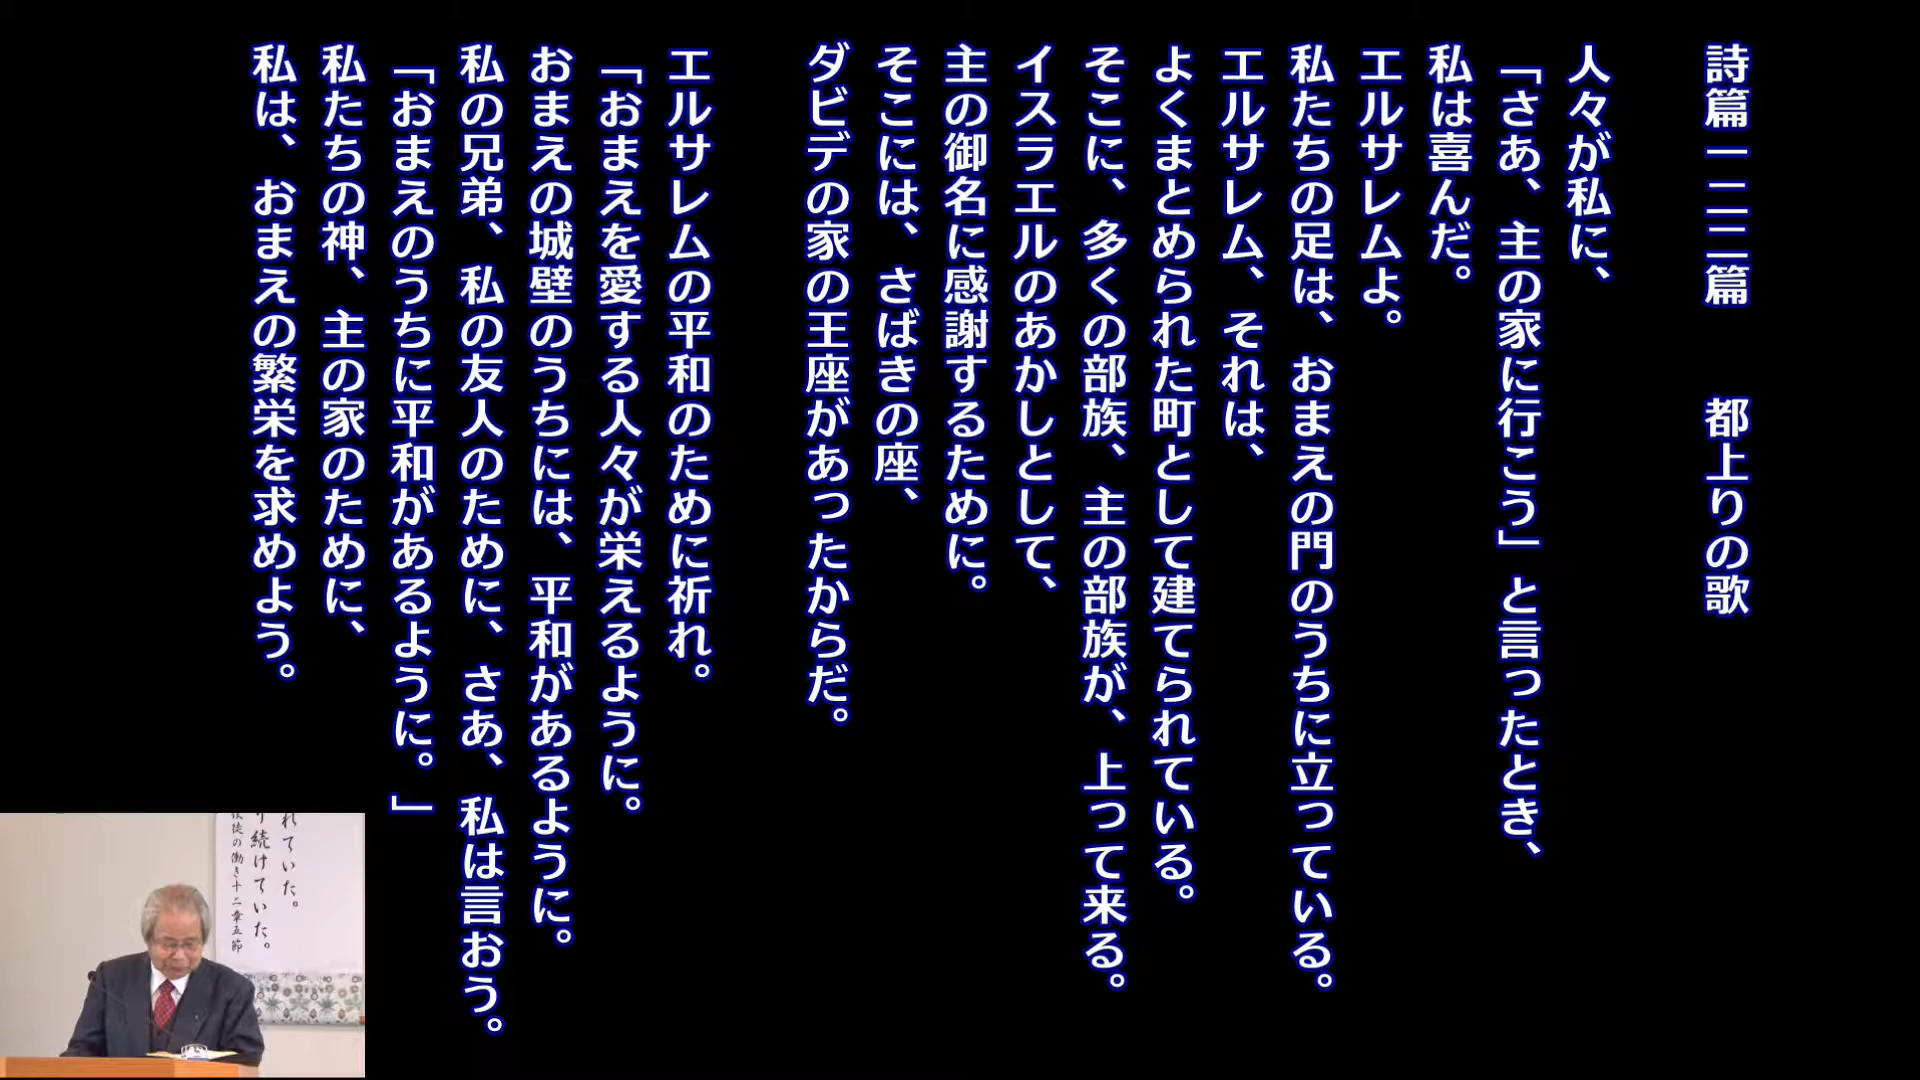 詩篇一二二篇　　都上りの歌
人々が私に、
「さあ、主の家に行こう」と言ったとき、
私は喜んだ。
エルサレムよ。
私たちの足は、おまえの門のうちに立っている。
エルサレム、それは、
よくまとめられた町として建てられている。
そこに、多くの部族、主の部族が、上って来る。
イスラエルのあかしとして、
主の御名に感謝するために。
そこには、さばきの座、
ダビデの家の王座があったからだ。
エルサレムの平和のために祈れ。
「おまえを愛する人々が栄えるように。
おまえの城壁のうちには、平和があるように。
私の兄弟、私の友人のために、さあ、私は言おう。
「おまえのうちに平和があるように。」
私たちの神、主の家のために、
私は、おまえの繁栄を求めよう。
れていた。
り続けていた。
使徒の働き十二章五節